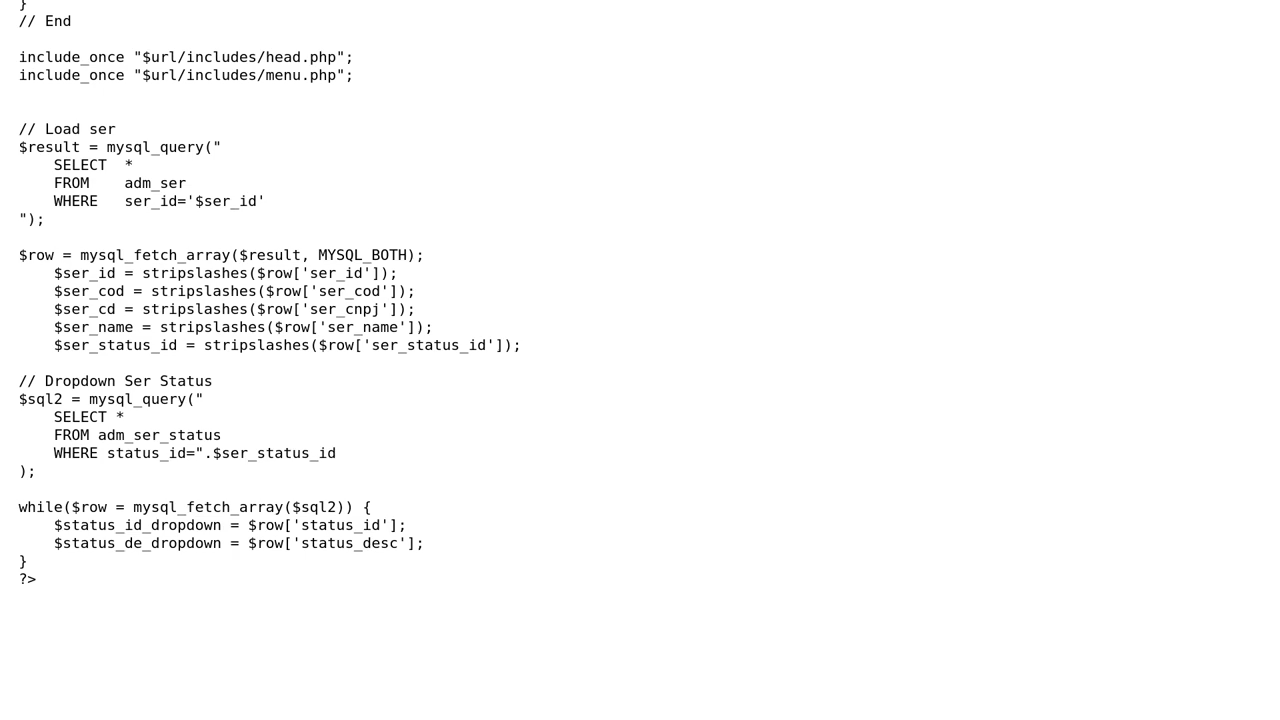 }
// End

include_once "$url/includes/head.php";
include_once "$url/includes/menu.php";


// Load ser
$result = mysql_query("
    SELECT  *
    FROM    adm_ser
    WHERE   ser_id='$ser_id'
");

$row = mysql_fetch_array($result, MYSQL_BOTH);
    $ser_id = stripslashes($row['ser_id']);
    $ser_cod = stripslashes($row['ser_cod']);
    $ser_cd = stripslashes($row['ser_cnpj']);
    $ser_name = stripslashes($row['ser_name']);
    $ser_status_id = stripslashes($row['ser_status_id']);

// Dropdown Ser Status
$sql2 = mysql_query("
    SELECT *
    FROM adm_ser_status
    WHERE status_id=".$ser_status_id
);

while($row = mysql_fetch_array($sql2)) {
    $status_id_dropdown = $row['status_id'];
    $status_de_dropdown = $row['status_desc'];
}
?>